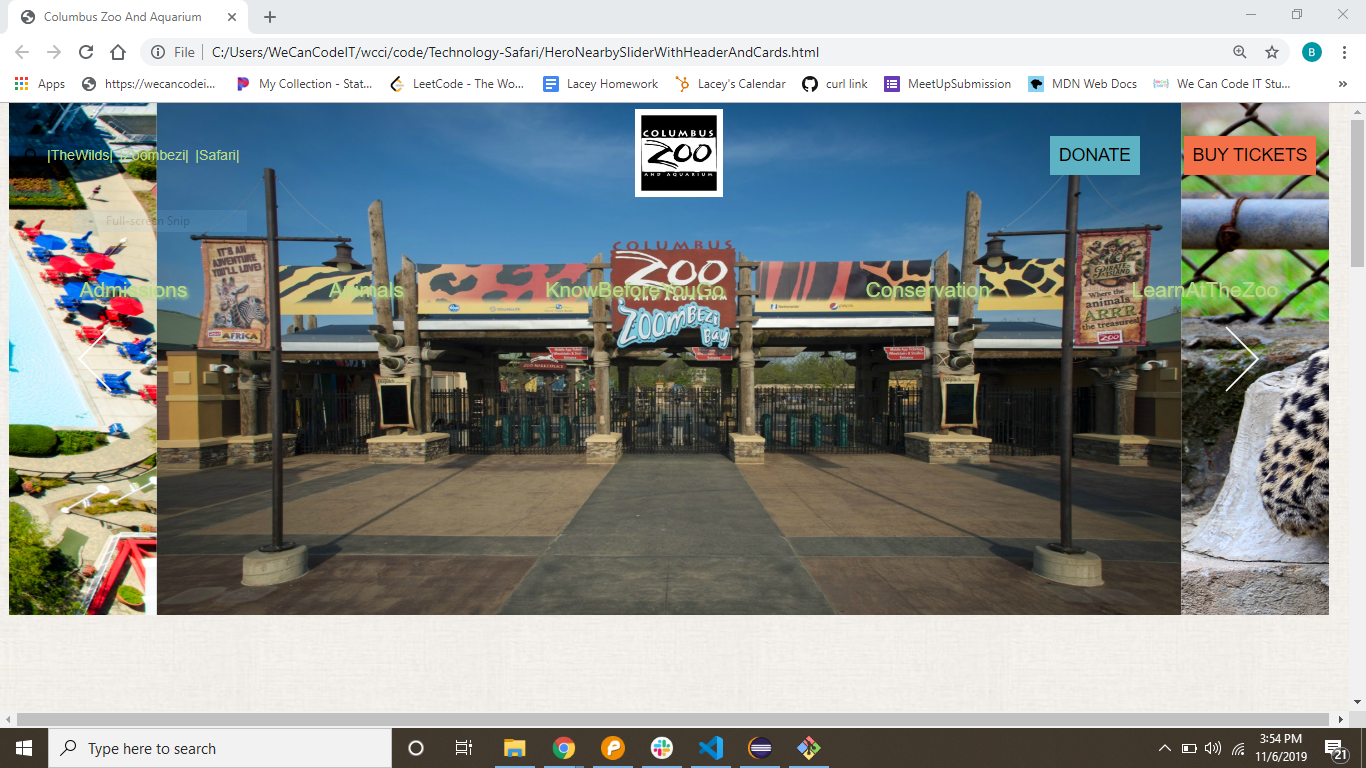 Columbus Zoo And Aquarium
File
C:/Users/WeCanCodeIT/wcci/code/Technology-Safari/HeroNearbySliderWithHeaderAndCards.html
B
Apps
https://wecancodei...
My Collection - Stat...
LeetCode - The Wo...
Lacey Homework
Lacey's Calendar
curl link
MeetUpSubmission
MDN Web Docs
We Can Code IT Stu...
»
|TheWilds| |Zoombezi| |Safari|
COLUMBUS
ZOO
AND AQUARIUM
DONATE
BUY TICKETS
Full-screen Snip
IT'S AN
ADVENTURE
YOU'LL LOVE!
AFRICA
COLUMBUS
ZOO
AND AQUARIUM
ZOOMBEZI
Bay
Where the
animals
ARRR
the treasure!
ZOO
Admissions
Animals
KnowBeforeYouGo
Conservation
LearnAtTheZoo
Type here to search
3:54 PM
11/6/2019
21